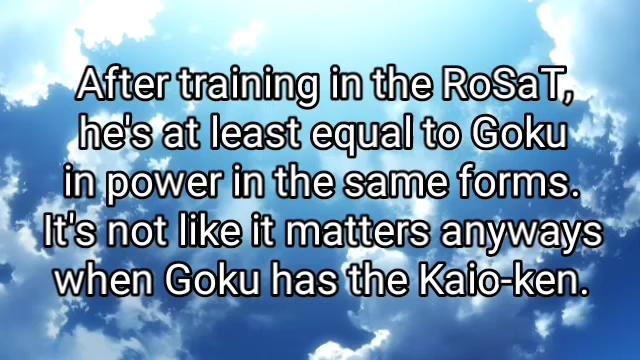 After training in the RoSaT,
he's at least equal to Goku
in power in the same forms.
It's not like it matters anyways
when Goku has the Kaio-ken.